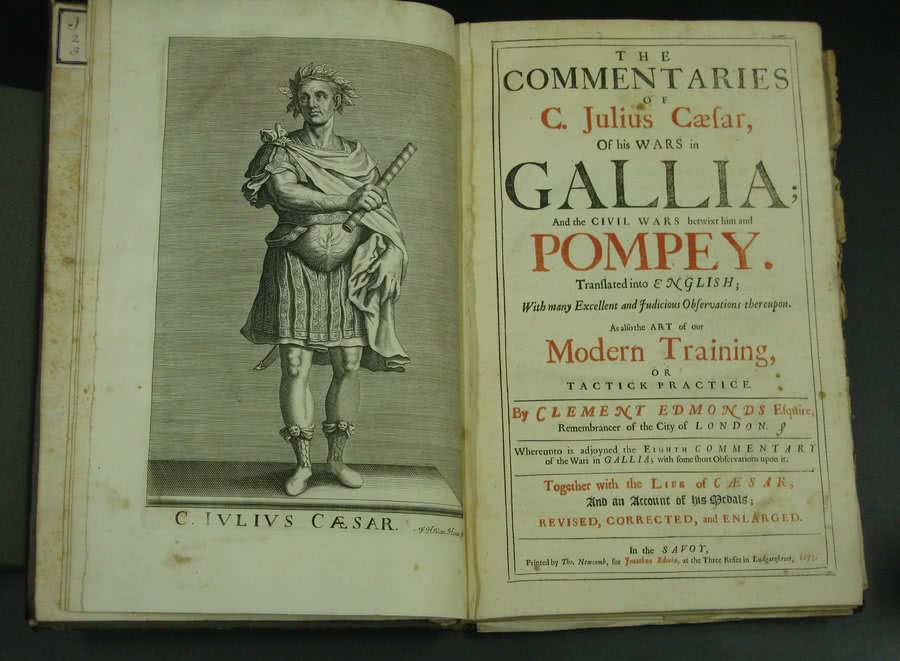 J
2
C. IVLIVS CÆSAR.
THE
COMMENTARIES
OF
C. Julius Cæſar,
Of his WARS in
GALLIA;
And the CIVIL WARS betwixt him and
POMPEY.
Tranſlated into ENGLISH;
With many Excellent and Judicious Obſervations thereupon.
As alſo the ART of our
Modern Training,
OR
TACTICK PRACTICE.
By CLEMENT EDMONDS Eſquire,
Remembrancer of the City of LONDON.
Whereunto is adjoyned the EIGHTH COMMENTARY
of the Wars in GALLIA; with ſome ſhort Obſervations upon it.
Together with the LIFE of CÆSAR,
And an Account of his Medals;
REVISED, CORRECTED, and ENLARGED.
In the SAVOY,
Printed by Tho. Newcomb, for Jonathan Edwin, at the Three Roſes in Ludgateſtreet,